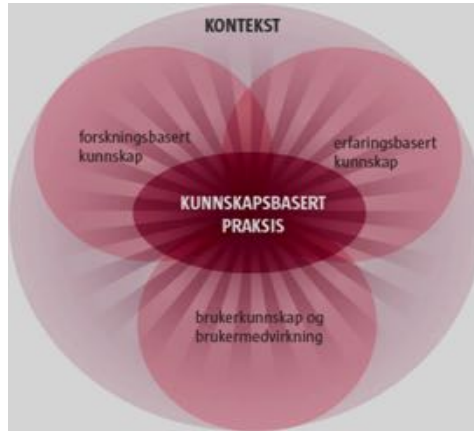 KONTEKST
forskningsbasert
kunnskap
erfaringsbasert
kunnskap
KUNNSKAPSBASERT
PRAKSIS
brukerkunnskap og
brukermedvirkning